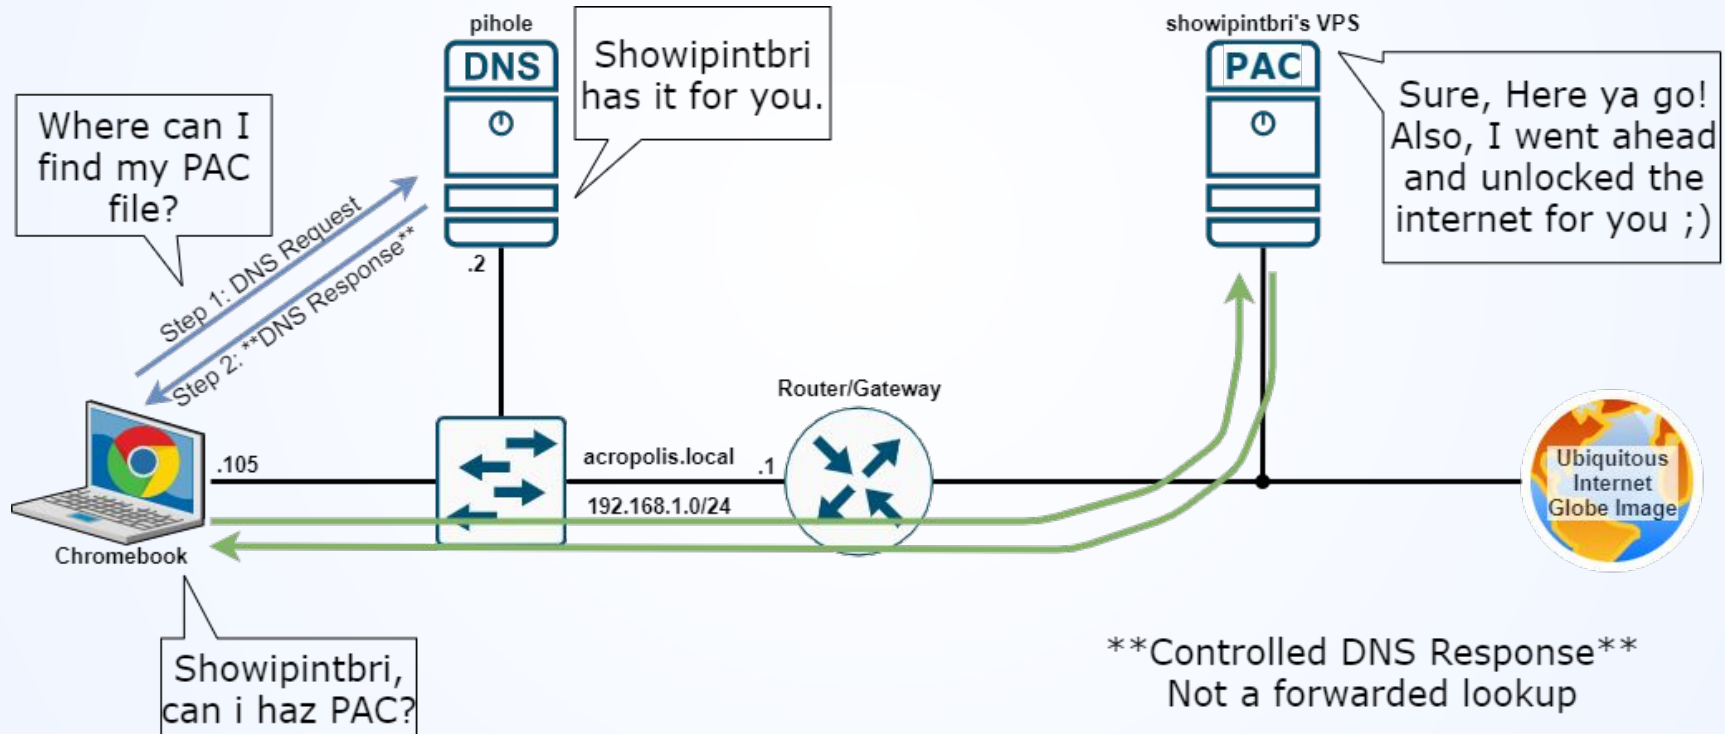 pihole
DNS
Showipintbri
has it for you.
showipintbri's VPS
PAC
Sure, Here ya go!
Also, I went ahead
and unlocked the
internet for you ;)
Where can I
find my PAC
file?
Step 1: DNS Request
Step 2: **DNS Response**
.2
Router/Gateway
.105
acropolis.local
.1
192.168.1.0/24
Ubiquitous
Internet
Globe Image
Chromebook
Showipintbri,
can i haz PAC?
**Controlled DNS Response**
Not a forwarded lookup